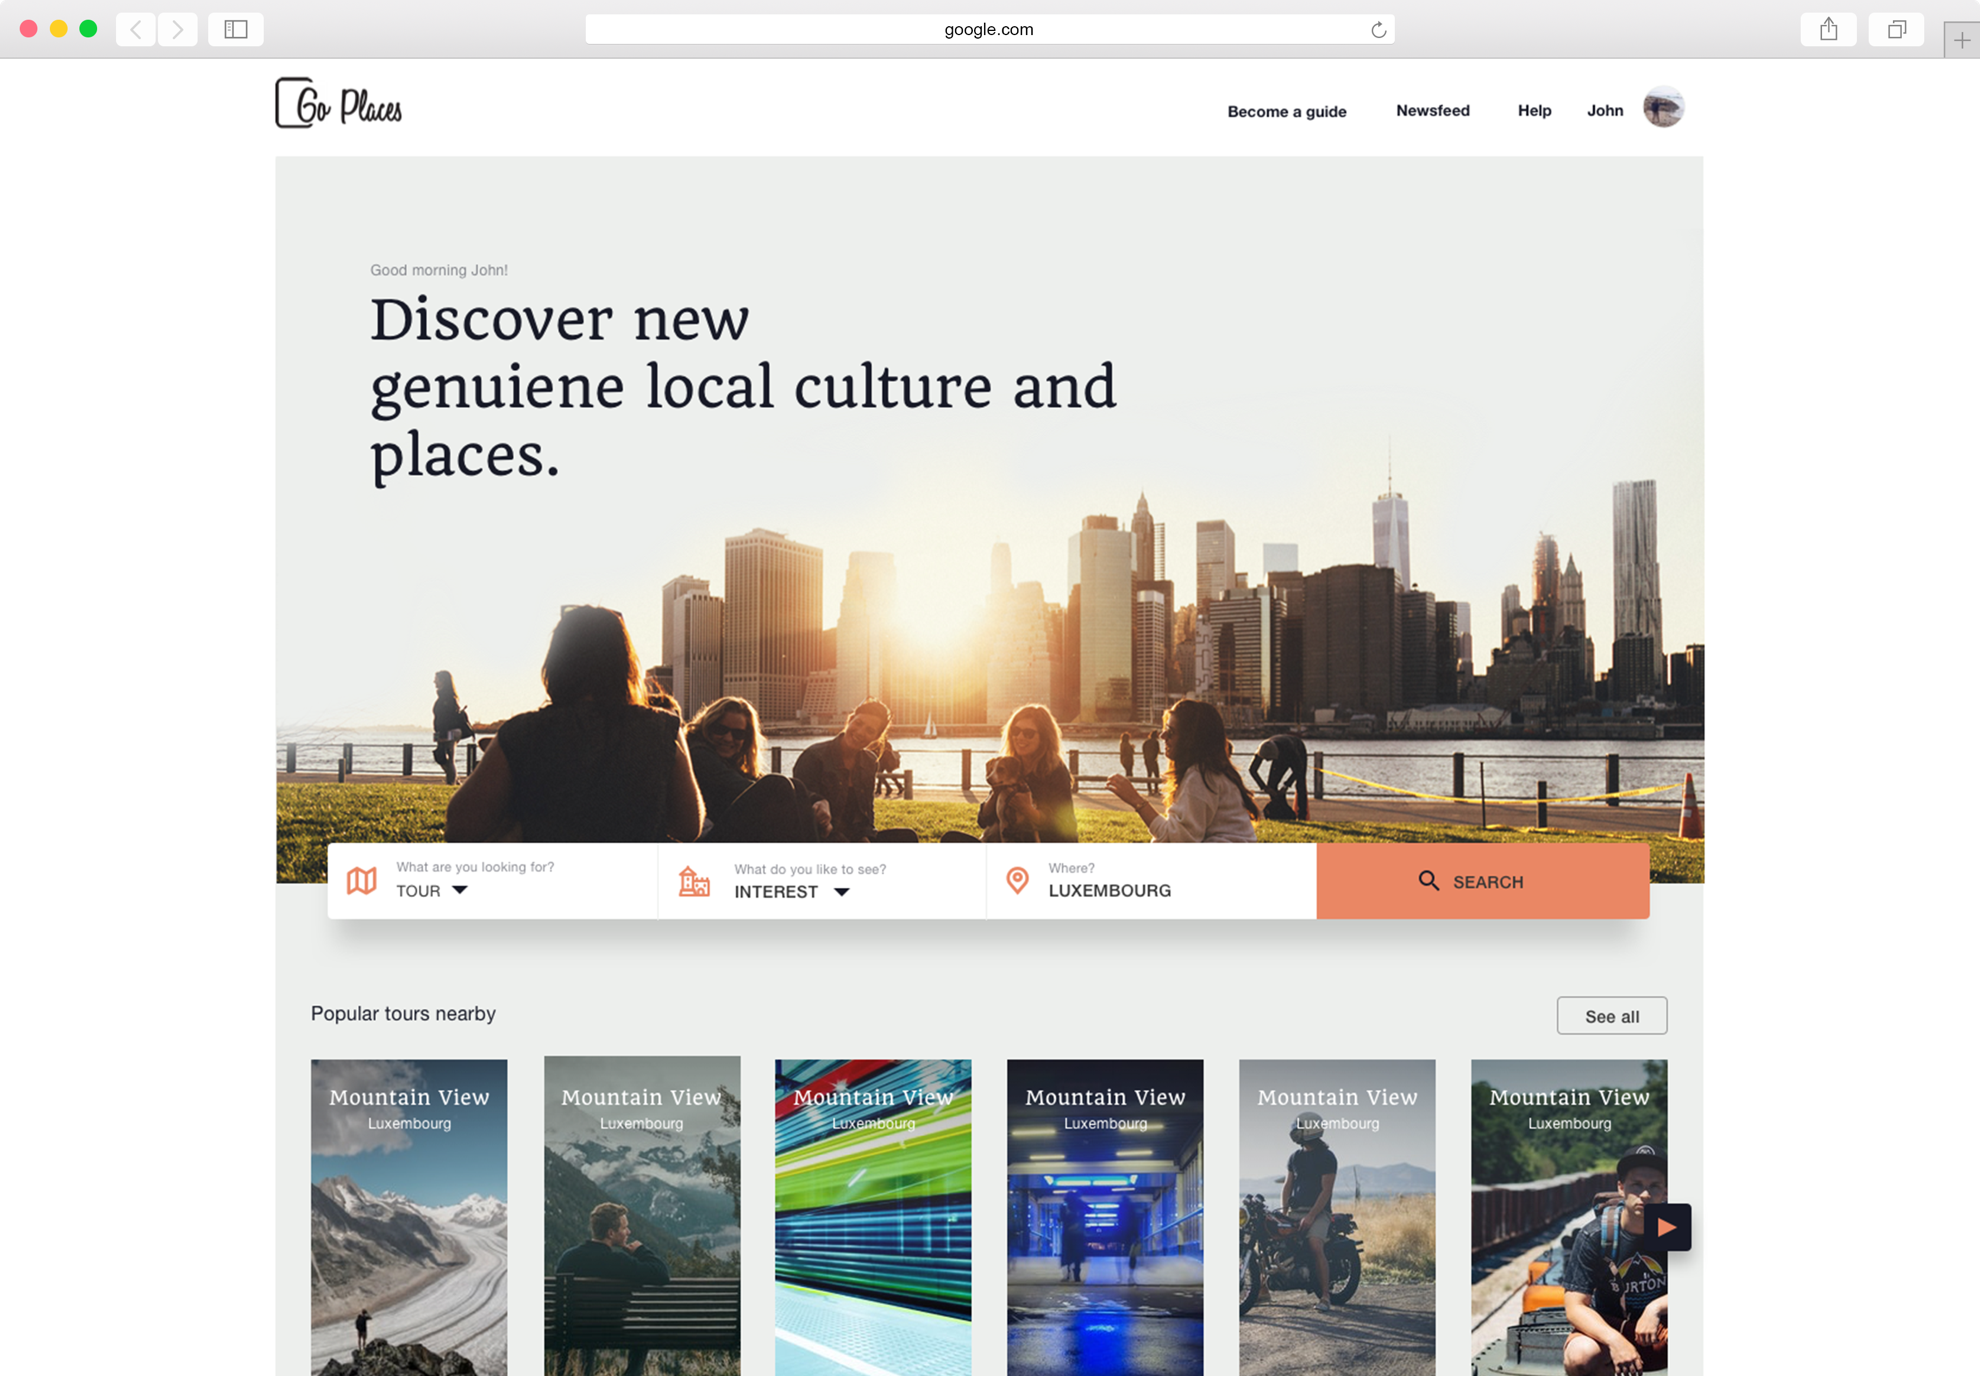 google.com
Go Places
Become a guide
Newsfeed
Help
John
Good morning John!
Discover new
genuiene local culture and
places.
What are you looking for?
TOUR
What do you like to see?
INTEREST
Where?
LUXEMBOURG
SEARCH
Popular tours nearby
See all
Mountain View
Luxembourg
Mountain View
Luxembourg
Mountain View
Luxembourg
Mountain View
Luxembourg
Mountain View
Luxembourg
Mountain View
Luxembourg
BURTON